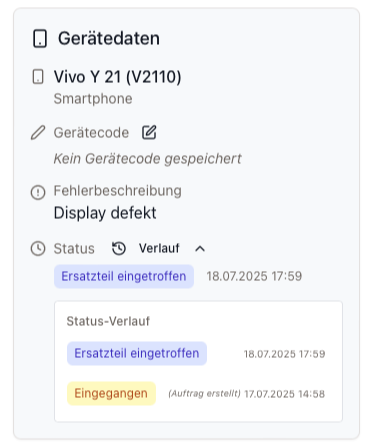 Gerätedaten
Vivo Y 21 (V2110)
Smartphone
Gerätecode
Kein Gerätecode gespeichert
Fehlerbeschreibung
Display defekt
Status Verlauf
Ersatzteil eingetroffen 18.07.2025 17:59
Status-Verlauf
Ersatzteil eingetroffen 18.07.2025 17:59
Eingegangen (Auftrag erstellt) 17.07.2025 14:58